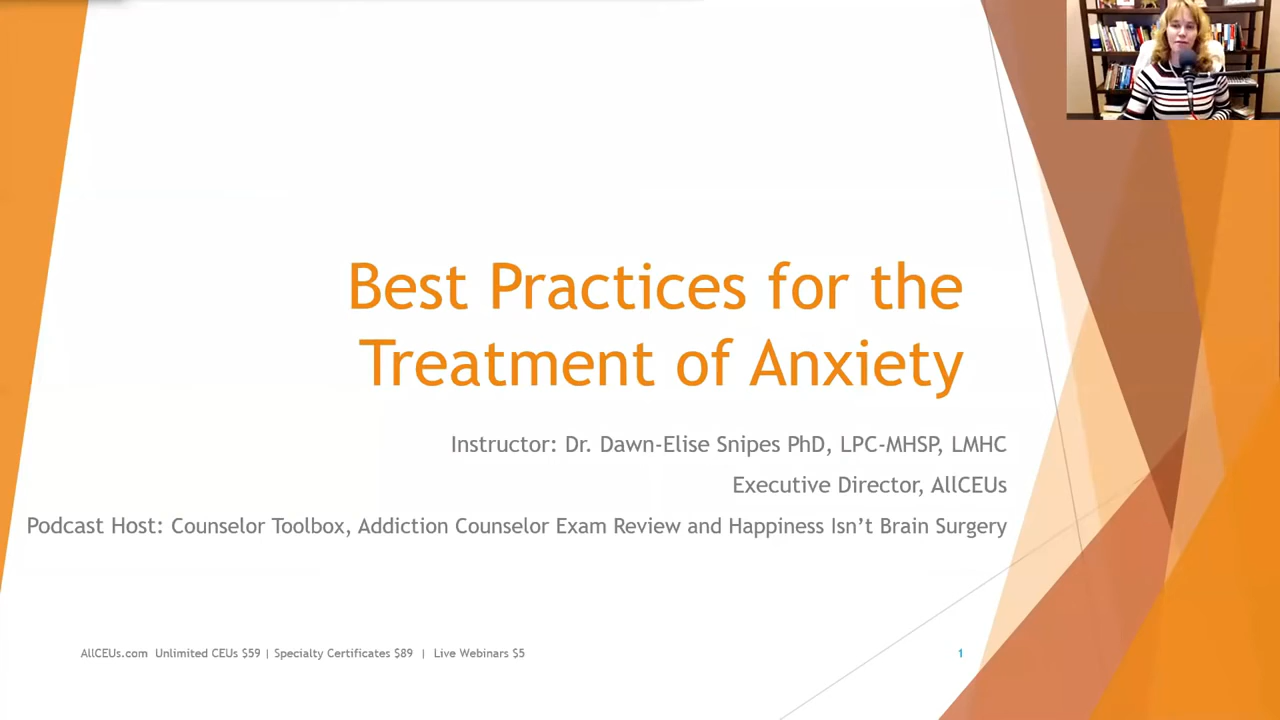 Best Practices for the
Treatment of Anxiety
Instructor: Dr. Dawn-Elise Snipes PhD, LPC-MHSP, LMHC
Executive Director, AllCEUs
Podcast Host: Counselor Toolbox, Addiction Counselor Exam Review and Happiness Isn’t Brain Surgery
AllCEUs.com Unlimited CEUs $59 | Specialty Certificates $89 | Live Webinars $5
1